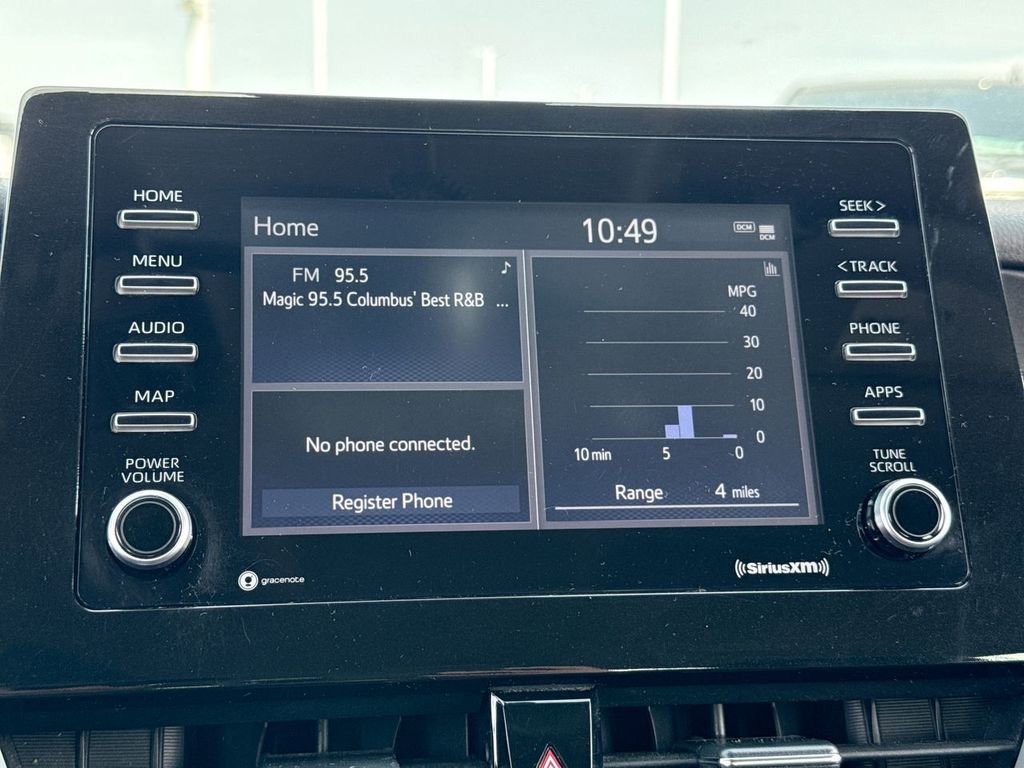 HOME
MENU
AUDIO
MAP
POWER
VOLUME
Home
10:49
DCM
DCM
FM 95.5
Magic 95.5 Columbus' Best R&B ...
No phone connected.
Register Phone
MPG
40
30
20
10
0
10 min 5 0
Range 4 miles
SEEK >
< TRACK
PHONE
APPS
TUNE
SCROLL
gracenote
((SiriusXM))